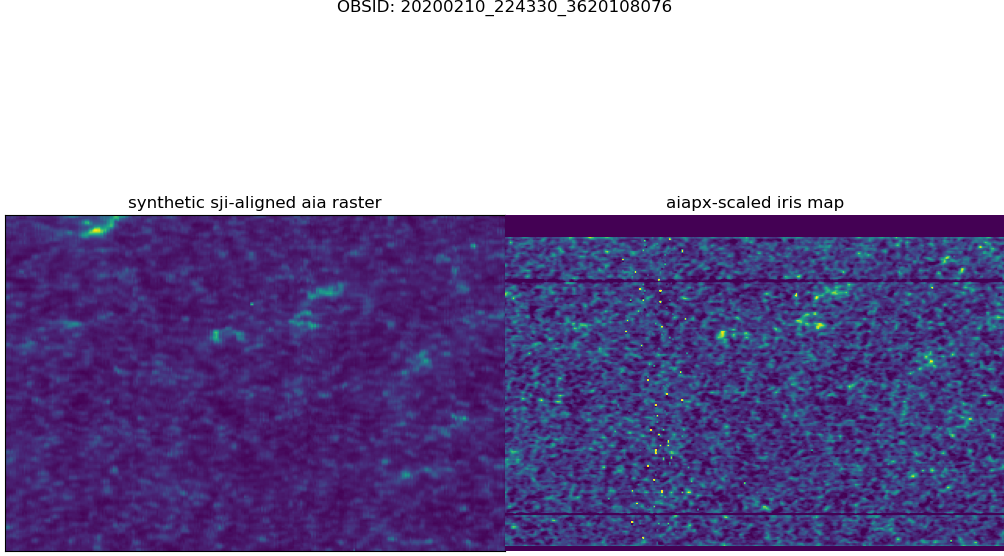 OBSID: 20200210_224330_3620108076
synthetic sji-aligned aia raster
aiapx-scaled iris map